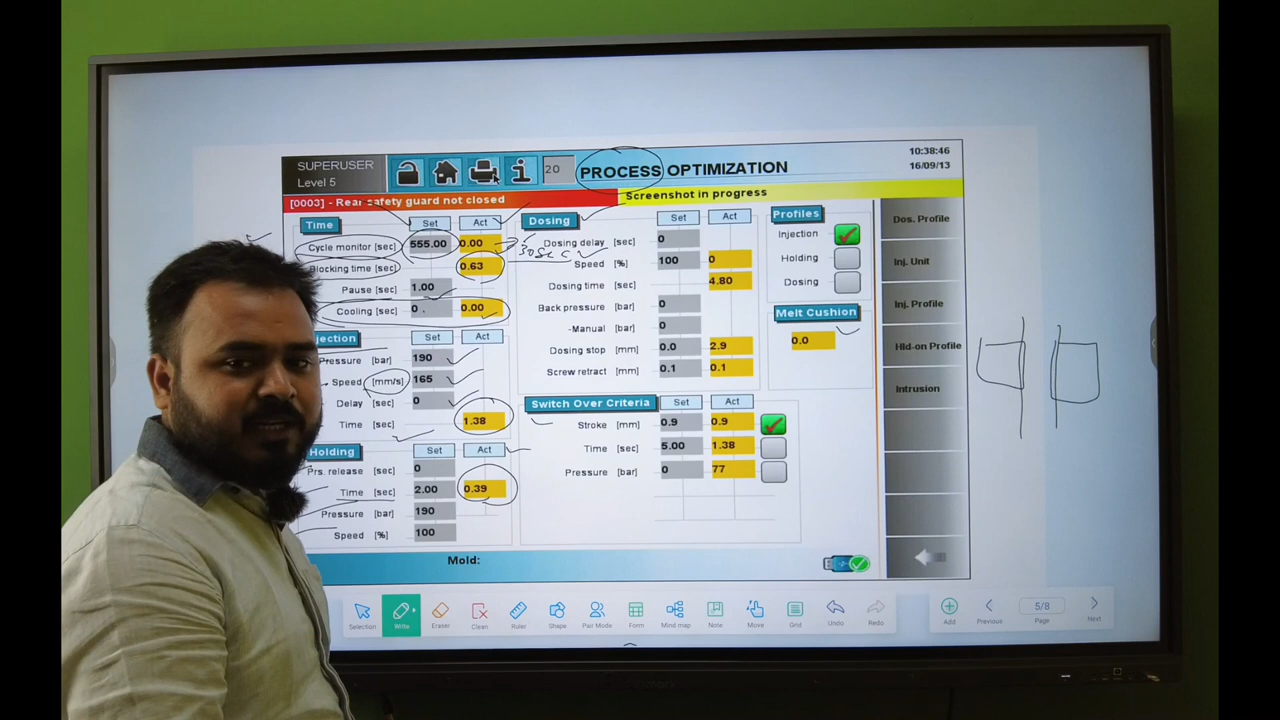 SUPERUSER
Level 5
20
PROCESS OPTIMIZATION
10:38:46
16/09/13
[0003] - Rear safety guard not closed
Screenshot in progress
Time
Set
Act
Cycle monitor [sec] 555.00 0.00
30 sec
Blocking time [sec] 0.63
Pause [sec] 1.00
Cooling [sec] 0 0.00
jection
Set
Act
Pressure [bar] 190
Speed [mm/s] 165
Delay [sec] 0
Time [sec] 1.38
Holding
Set
Act
Prs. release [sec] 0
Time [sec] 2.00 0.39
Pressure [bar] 190
Speed [%] 100
Dosing
Set
Act
Dosing delay [sec] 0
Speed [%] 100 0
Dosing time [sec] 4.80
Back pressure [bar] 0
-Manual [bar] 0
Dosing stop [mm] 0.0 2.9
Screw retract [mm] 0.1 0.1
Switch Over Criteria
Set
Act
Stroke [mm] 0.9 0.9
Time [sec] 5.00 1.38
Pressure [bar] 0 77
Profiles
Injection
Holding
Dosing
Melt Cushion
0.0
Dos. Profile
Inj. Unit
Inj. Profile
Hld-on Profile
Intrusion
Mold:
Selection
Write
Eraser
Clean
Ruler
Shape
Pair Mode
Form
Mind map
Note
Move
Grid
Undo
Redo
Add
Previous
5/8
Page
Next